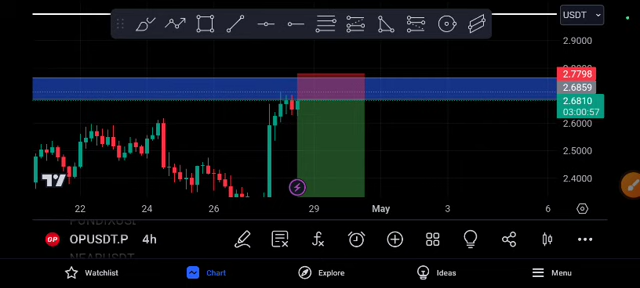 USDT
2.9000
2.7798
2.6859
2.6810
03:00:57
2.6000
2.5000
2.4000
22 24 26 29 May 3 6
OPUSDT.P 4h
Watchlist Chart Explore Ideas Menu